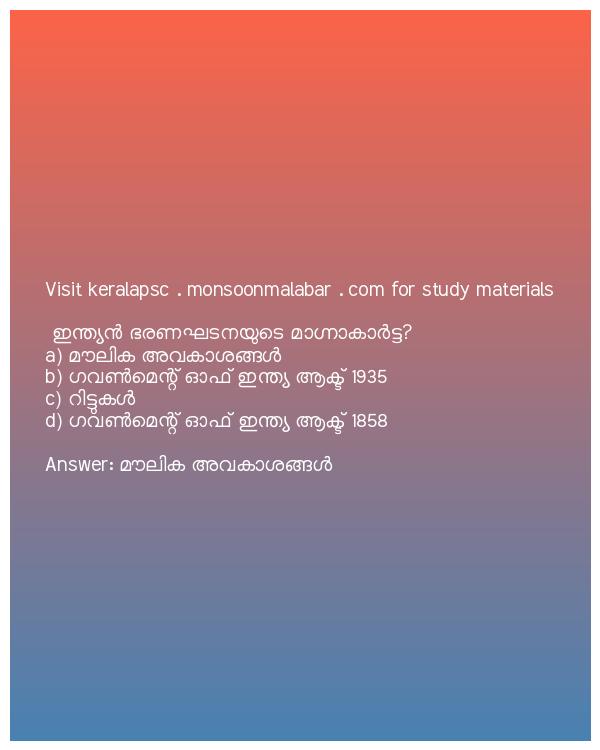 Visit keralapsc . monsoonmalabar . com for study materials
ഇന്ത്യൻ ഭരണഘടനയുടെ മാഗ്നാകാർട്ട?
a) മൗലിക അവകാശങ്ങൾ
b) ഗവൺമെന്റ് ഓഫ് ഇന്ത്യ ആക്ട് 1935
c) റിട്ടുകൾ
d) ഗവൺമെന്റ് ഓഫ് ഇന്ത്യ ആക്ട് 1858
Answer: മൗലിക അവകാശങ്ങൾ